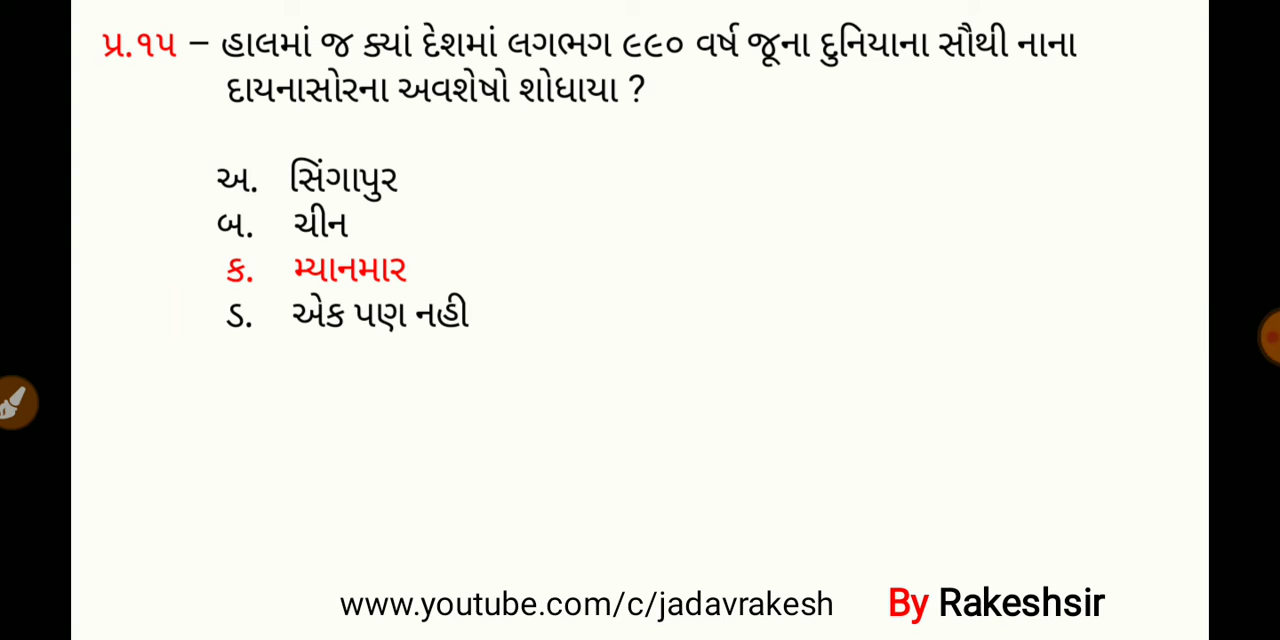 પ્ર.૧૫ – હાલમાં જ ક્યાં દેશમાં લગભગ ૯૯૦ વર્ષ જૂના દુનિયાના સૌથી નાના
દાયનાસોરના અવશેષો શોધાયા ?
અ. સિંગાપુર
બ. ચીન
ક. મ્યાનમાર
ડ. એક પણ નહી
www.youtube.com/c/jadavrakesh By Rakeshsir